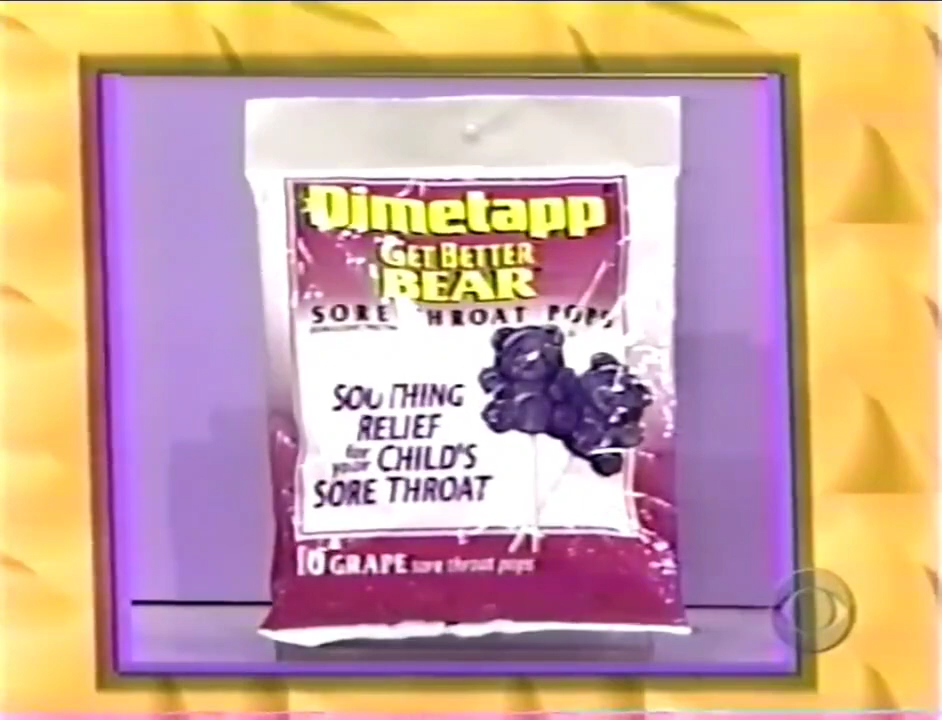 Dimetapp
GET BETTER
BEAR
SORE THROAT POPS
SOOTHING
RELIEF
for
your CHILD'S
SORE THROAT
10 GRAPE sore throat pops